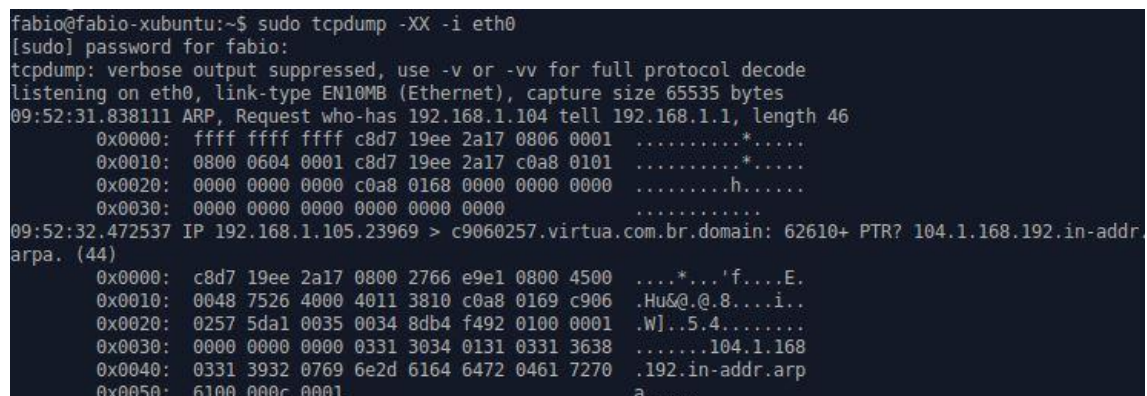 fabio@fabio-xubuntu:~$ sudo tcpdump -XX -i eth0
[sudo] password for fabio:
tcpdump: verbose output suppressed, use -v or -vv for full protocol decode
listening on eth0, link-type EN10MB (Ethernet), capture size 65535 bytes
09:52:31.838111 ARP, Request who-has 192.168.1.104 tell 192.168.1.1, length 46
0x0000:  ffff ffff ffff c8d7 19ee 2a17 0806 0001  ..........*.....
0x0010:  0800 0604 0001 c8d7 19ee 2a17 c0a8 0101  ..........*.....
0x0020:  0000 0000 0000 c0a8 0168 0000 0000 0000  .........h......
0x0030:  0000 0000 0000 0000 0000 0000            ............
09:52:32.472537 IP 192.168.1.105.23969 > c9060257.virtua.com.br.domain: 62610+ PTR? 104.1.168.192.in-addr.
arpa. (44)
0x0000:  c8d7 19ee 2a17 0800 2766 e9e1 0800 4500  ....*...'f....E.
0x0010:  0048 7526 4000 4011 3810 c0a8 0169 c906  .Hu&@.@.8....i..
0x0020:  0257 5da1 0035 0034 8db4 f492 0100 0001  .W]..5.4........
0x0030:  0000 0000 0000 0331 3034 0131 0331 3638  .......104.1.168
0x0040:  0331 3932 0769 6e2d 6164 6472 0461 7270  .192.in-addr.arp
0x0050:  6100 000c 0001                           a.....